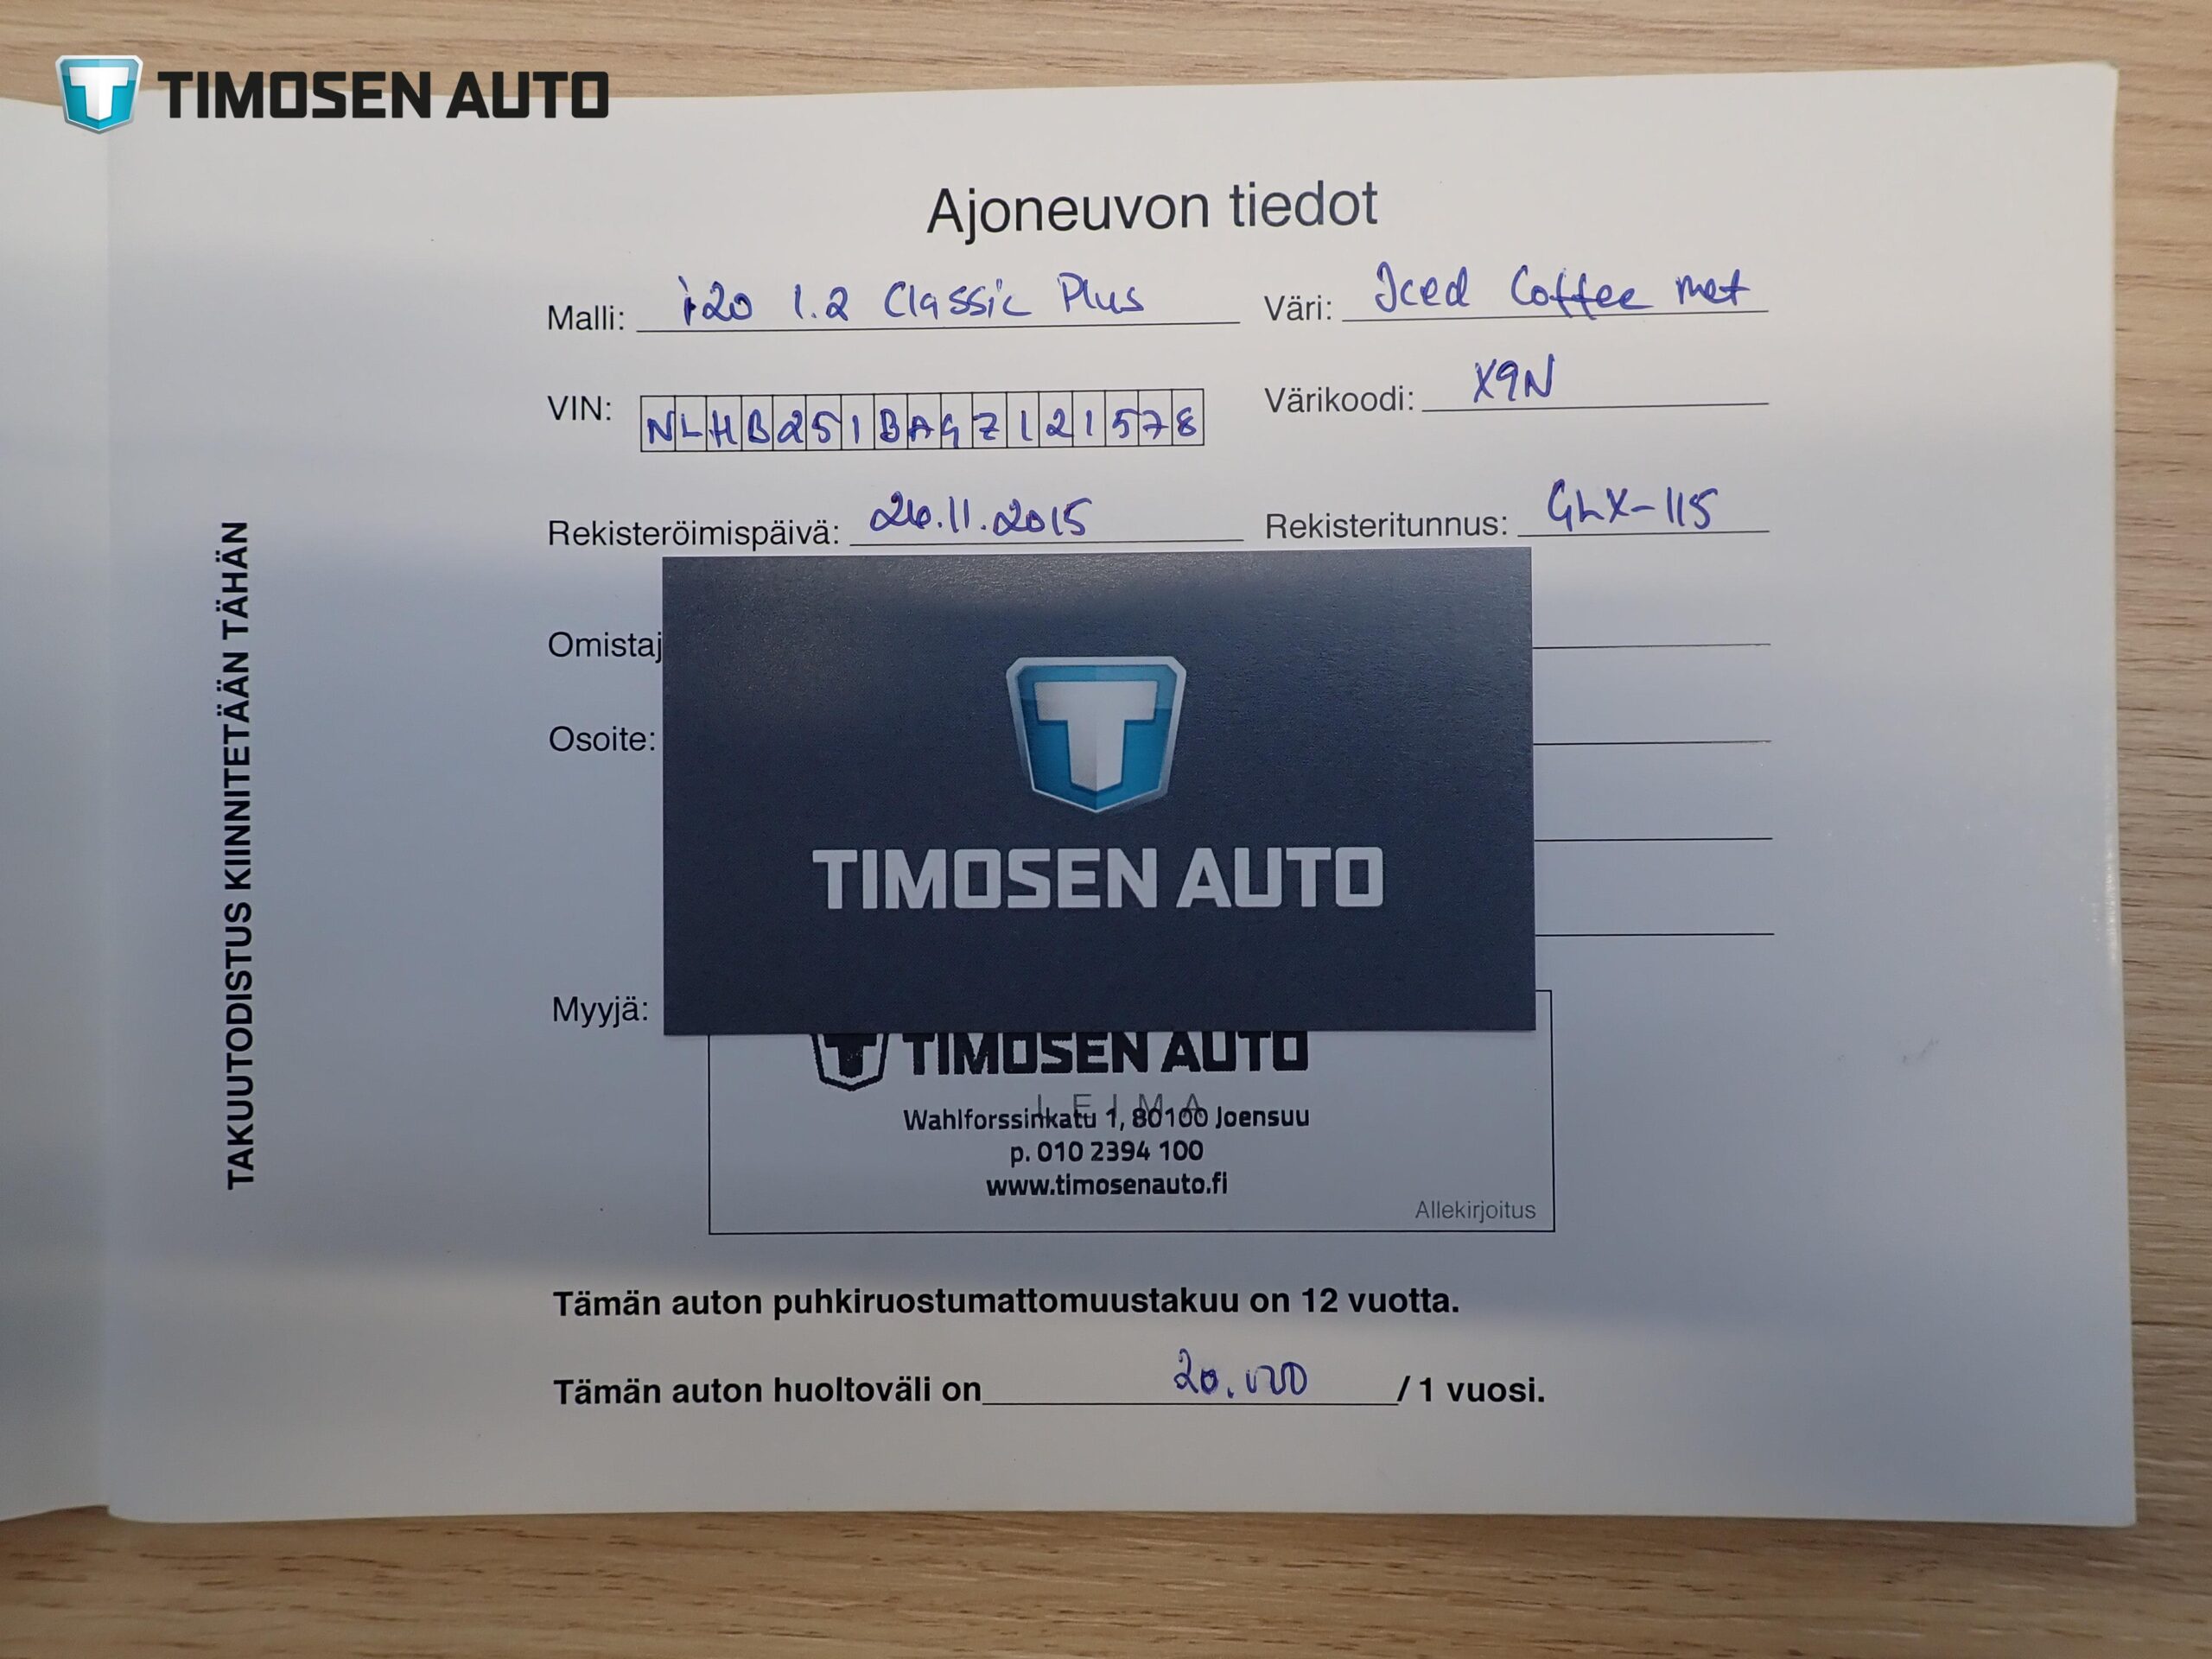 TIMOSEN AUTO
Ajoneuvon tiedot
Malli: i20 1.2 Classic Plus Väri: Iced Coffee met
VIN: NLHB251BAGZ121578 Värikoodi: X9N
Rekisteröimispäivä: 26.11.2015 Rekisteritunnus: GLX-115
Omistaj
Osoite:
TIMOSEN AUTO
Myyjä:
TIMOSEN AUTO
LEIMA
Wahlforssinkatu 1, 80100 Joensuu
p. 010 2394 100
www.timosenauto.fi
Allekirjoitus
Tämän auton puhkiruostumattomuustakuu on 12 vuotta.
Tämän auton huoltoväli on 20.000 / 1 vuosi.
TAKUUTODISTUS KIINNITETÄÄN TÄHÄN